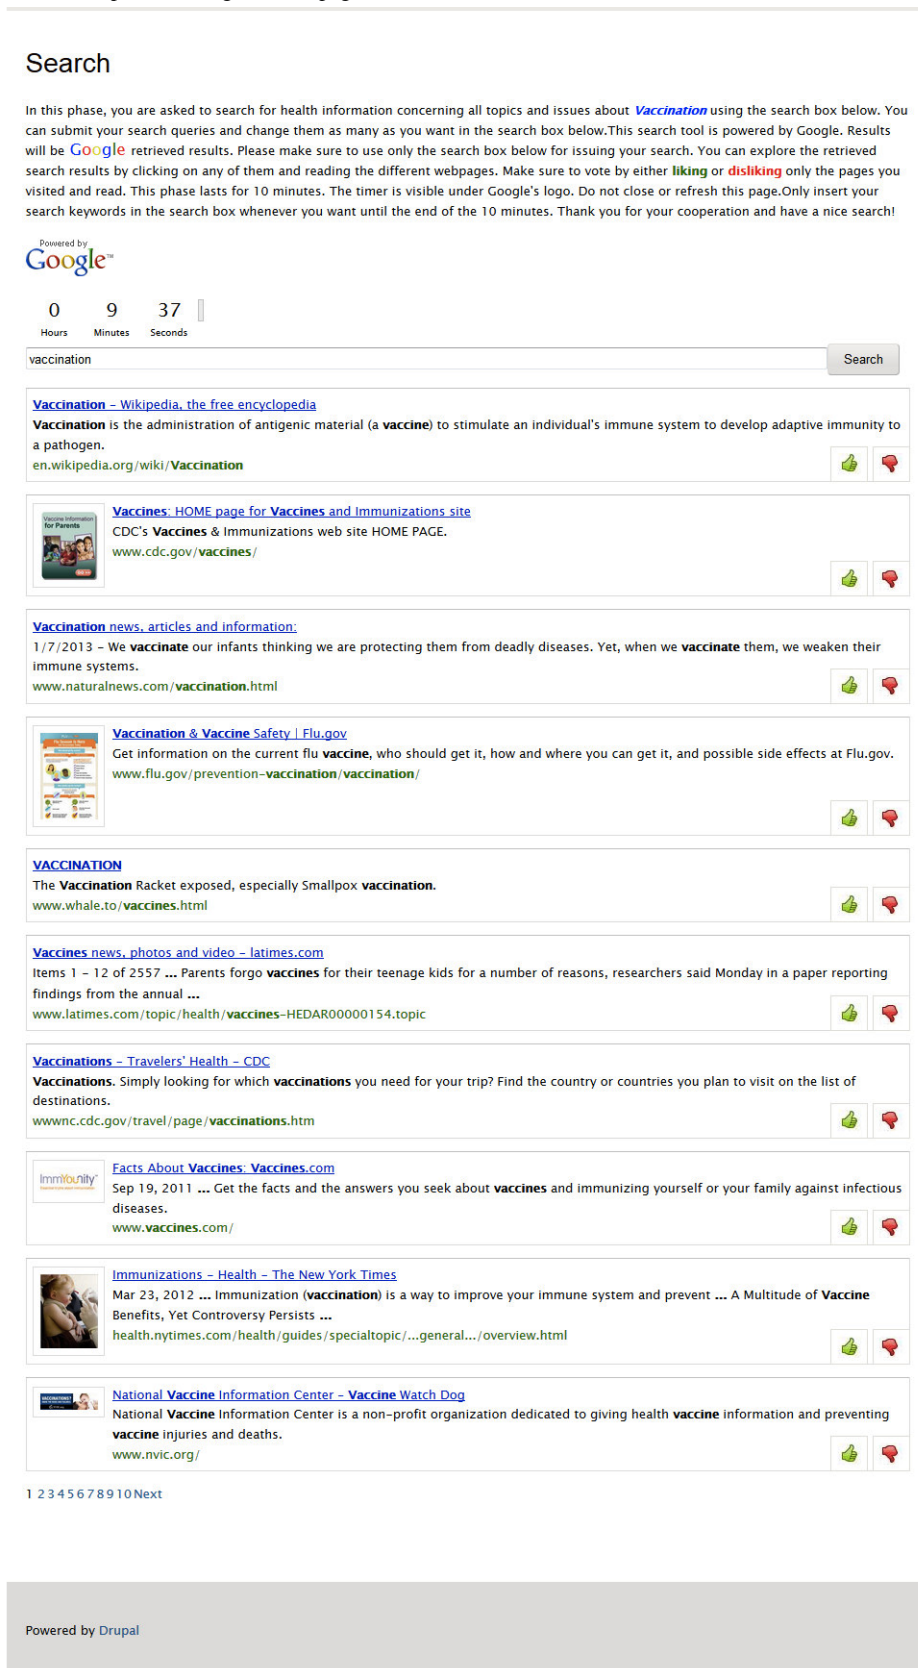 Search
In this phase, you are asked to search for health information concerning all topics and issues about Vaccination using the search box below. You
can submit your search queries and change them as many as you want in the search box below.This search tool is powered by Google. Results
will be Google retrieved results. Please make sure to use only the search box below for issuing your search. You can explore the retrieved
search results by clicking on any of them and reading the different webpages. Make sure to vote by either liking or disliking only the pages you
visited and read. This phase lasts for 10 minutes. The timer is visible under Google's logo. Do not close or refresh this page.Only insert your
search keywords in the search box whenever you want until the end of the 10 minutes. Thank you for your cooperation and have a nice search!
Powered by
Google™
0 9 37
Hours Minutes Seconds
vaccination Search
Vaccination – Wikipedia, the free encyclopedia
Vaccination is the administration of antigenic material (a vaccine) to stimulate an individual's immune system to develop adaptive immunity to
a pathogen.
en.wikipedia.org/wiki/Vaccination
Vaccine Information
for Parents
Vaccines: HOME page for Vaccines and Immunizations site
CDC's Vaccines & Immunizations web site HOME PAGE.
www.cdc.gov/vaccines/
Vaccination news, articles and information:
1/7/2013 – We vaccinate our infants thinking we are protecting them from deadly diseases. Yet, when we vaccinate them, we weaken their
immune systems.
www.naturalnews.com/vaccination.html
Vaccination & Vaccine Safety | Flu.gov
Get information on the current flu vaccine, who should get it, how and where you can get it, and possible side effects at Flu.gov.
www.flu.gov/prevention-vaccination/vaccination/
VACCINATION
The Vaccination Racket exposed, especially Smallpox vaccination.
www.whale.to/vaccines.html
Vaccines news, photos and video – latimes.com
Items 1 – 12 of 2557 ... Parents forgo vaccines for their teenage kids for a number of reasons, researchers said Monday in a paper reporting
findings from the annual ...
www.latimes.com/topic/health/vaccines-HEDAR00000154.topic
Vaccinations – Travelers' Health – CDC
Vaccinations. Simply looking for which vaccinations you need for your trip? Find the country or countries you plan to visit on the list of
destinations.
wwwnc.cdc.gov/travel/page/vaccinations.htm
ImmYounity™
Facts About Vaccines: Vaccines.com
Sep 19, 2011 ... Get the facts and the answers you seek about vaccines and immunizing yourself or your family against infectious
diseases.
www.vaccines.com/
Immunizations – Health – The New York Times
Mar 23, 2012 ... Immunization (vaccination) is a way to improve your immune system and prevent ... A Multitude of Vaccine
Benefits, Yet Controversy Persists ...
health.nytimes.com/health/guides/specialtopic/...general.../overview.html
VACCINATIONS?
National Vaccine Information Center – Vaccine Watch Dog
National Vaccine Information Center is a non-profit organization dedicated to giving health vaccine information and preventing
vaccine injuries and deaths.
www.nvic.org/
1 2 3 4 5 6 7 8 9 10 Next
Powered by Drupal